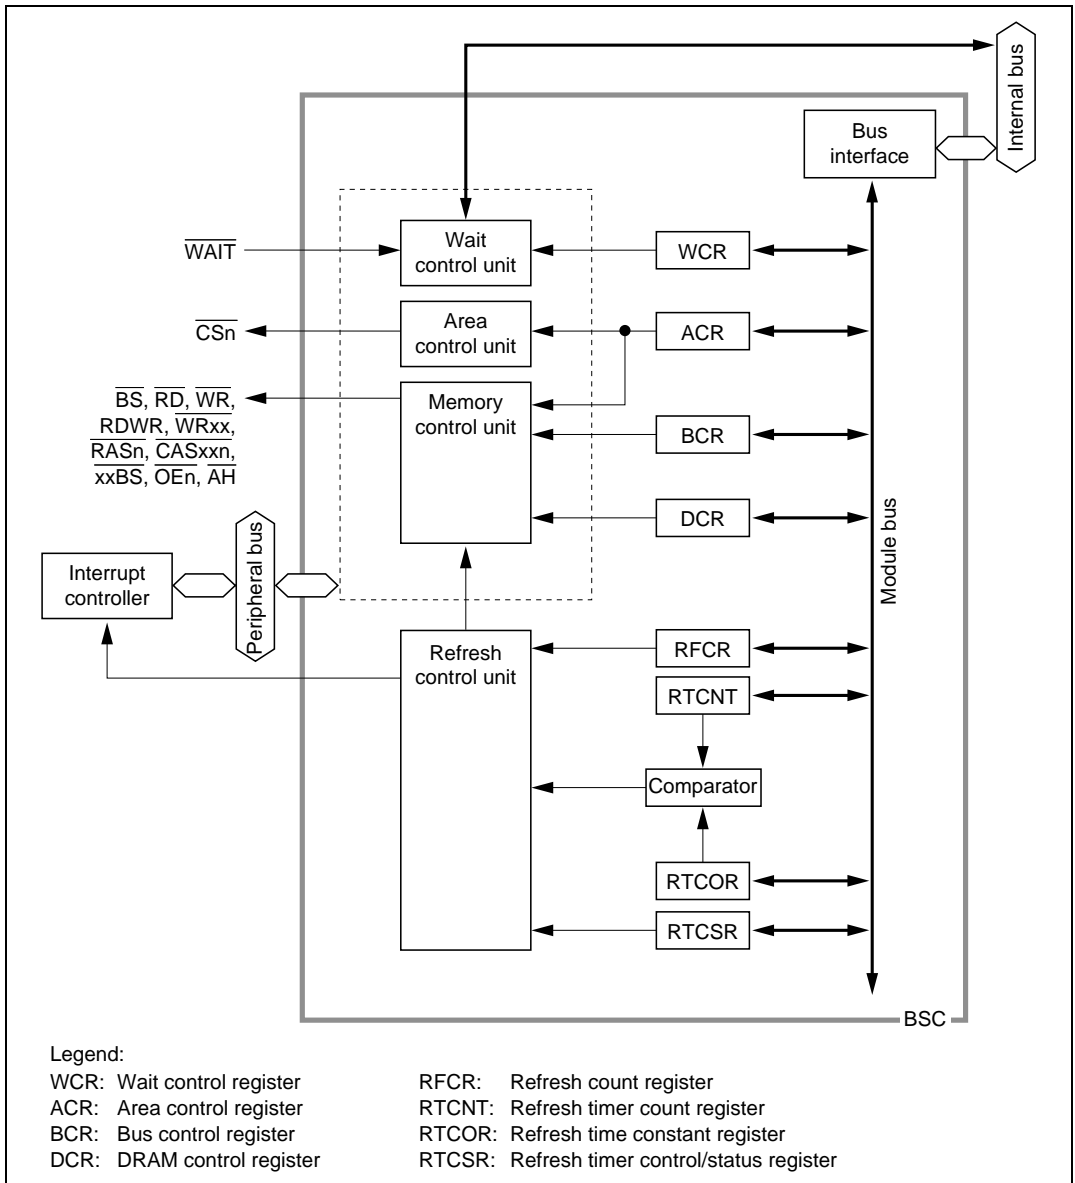 Internal bus
Bus
interface
Wait
control unit
WAIT
WCR
Area
control unit
CSn
ACR
Memory
control unit
BS, RD, WR,
RDWR, WRxx,
RASn, CASxxn,
xxBS, OEn, AH
BCR
DCR
Module bus
Interrupt
controller
Peripheral bus
Refresh
control unit
RFCR
RTCNT
Comparator
RTCOR
RTCSR
BSC
Legend:
WCR: Wait control register
ACR: Area control register
BCR: Bus control register
DCR: DRAM control register
RFCR: Refresh count register
RTCNT: Refresh timer count register
RTCOR: Refresh time constant register
RTCSR: Refresh timer control/status register